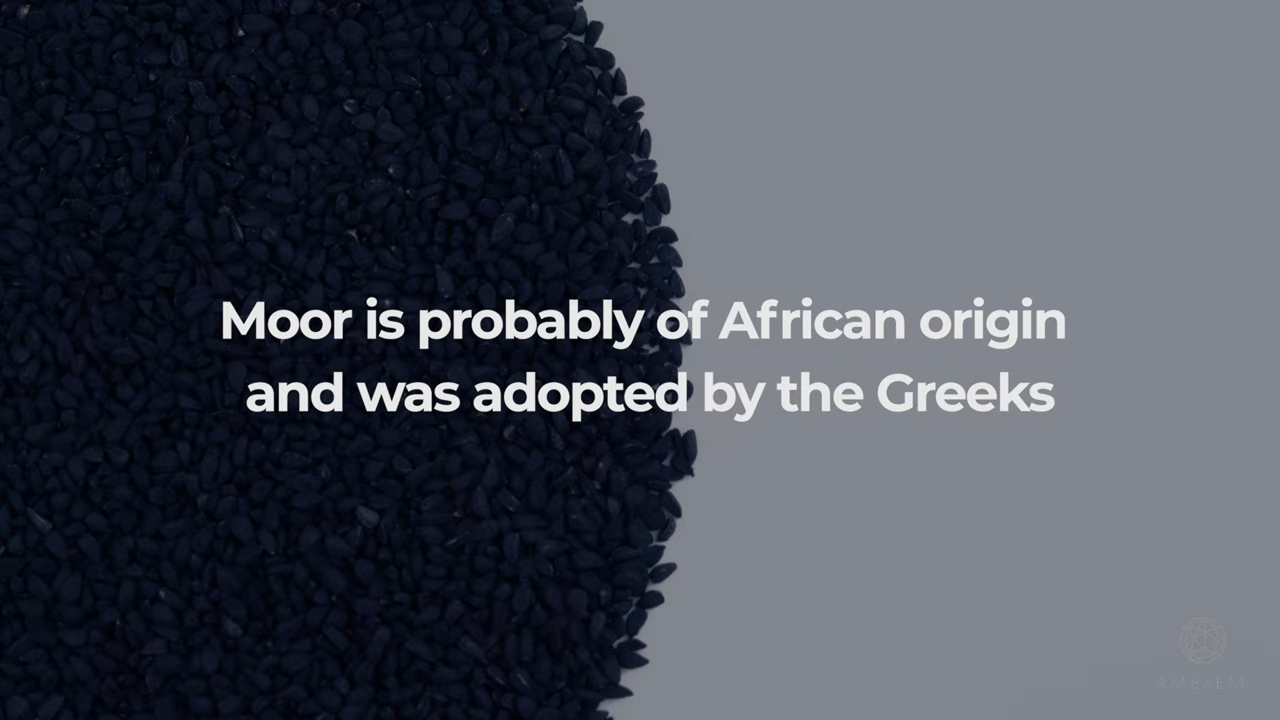 Moor is probably of African origin
and was adopted by the Greeks